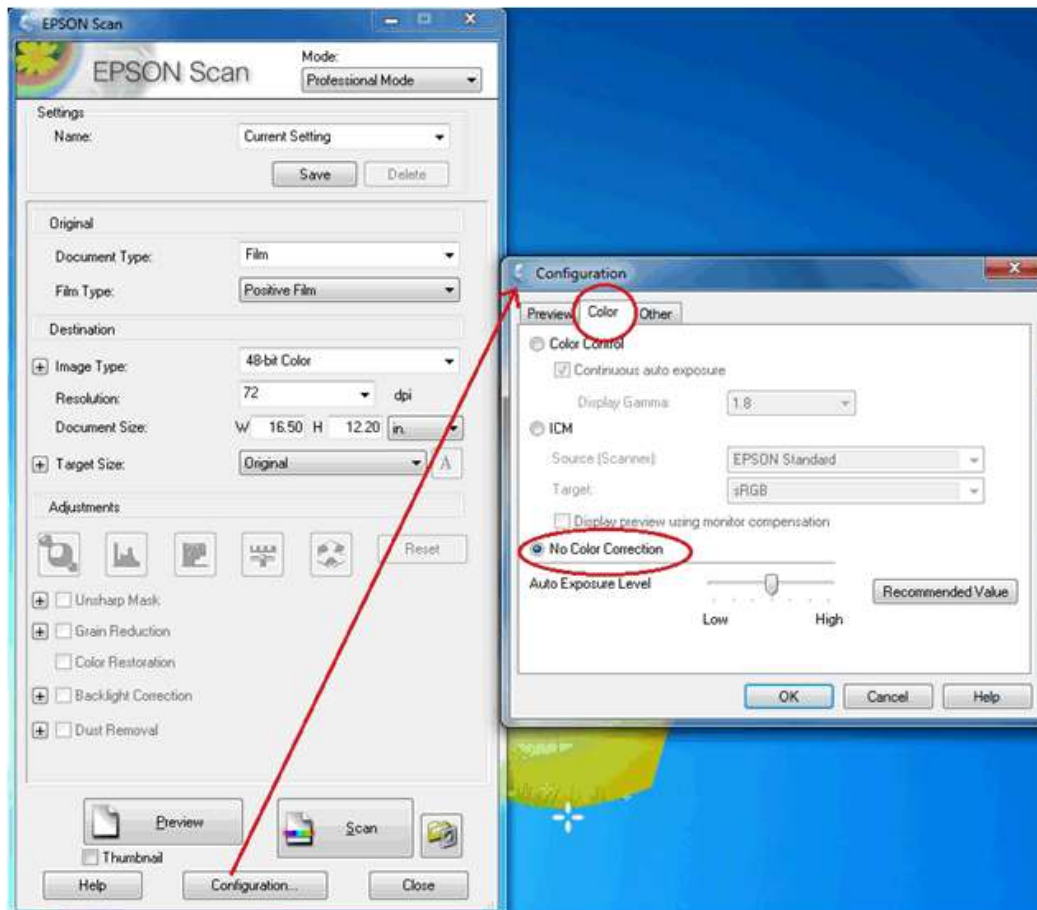 EPSON Scan
EPSON Scan
Mode:
Professional Mode
Settings
Name:
Current Setting
Save
Delete
Original
Document Type:
Film
Film Type:
Positive Film
Destination
Image Type:
48-bit Color
Resolution:
72
dpi
Document Size:
W 16.50 H 12.20 in.
Target Size:
Original
A
Adjustments
Reset
Unsharp Mask
Grain Reduction
Color Restoration
Backlight Correction
Dust Removal
Preview
Scan
Thumbnail
Help
Configuration...
Close
Configuration
Preview
Color
Other
Color Control
Continuous auto exposure
Display Gamma:
1.8
ICM
Source (Scanner):
EPSON Standard
Target:
sRGB
Display preview using monitor compensation
No Color Correction
Auto Exposure Level
Recommended Value
Low
High
OK
Cancel
Help